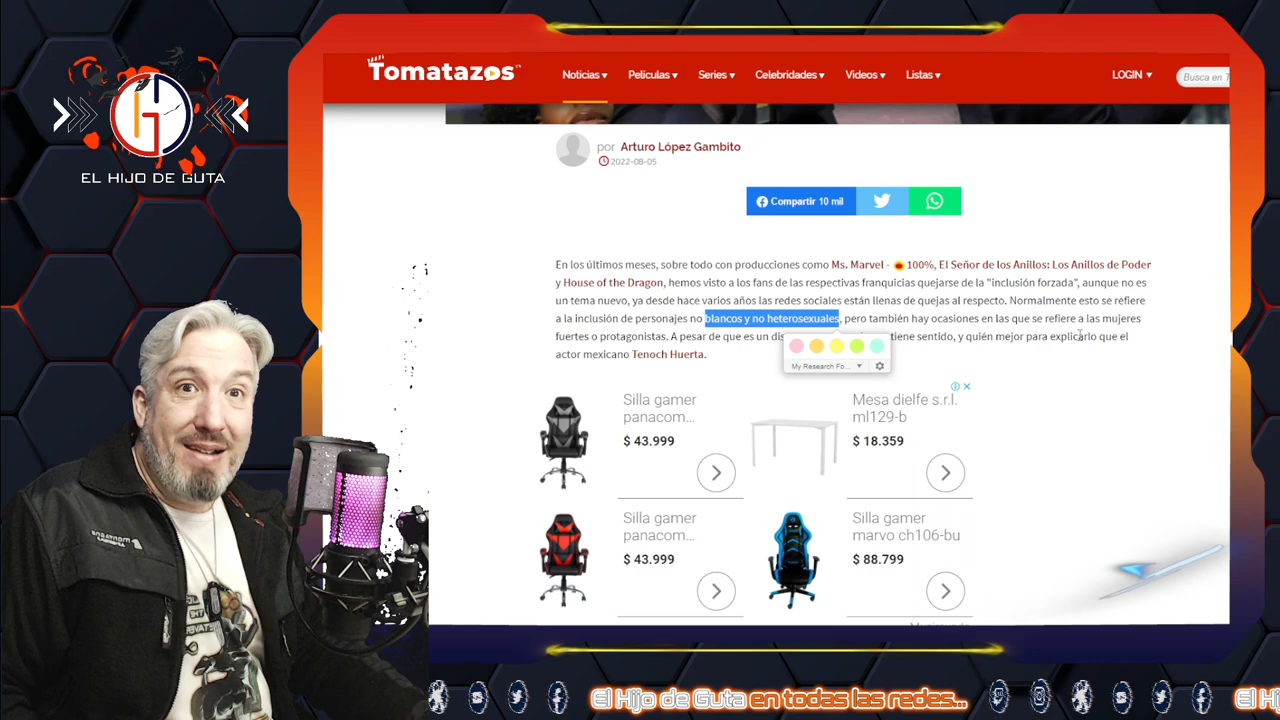 Tomatazos
Noticias
Películas
Series
Celebridades
Videos
Listas
LOGIN
Busca en T
EL HIJO DE GUTA
por Arturo López Gambito
2022-08-05
Compartir 10 mil
En los últimos meses, sobre todo con producciones como Ms. Marvel - 100%, El Señor de los Anillos: Los Anillos de Poder
y House of the Dragon, hemos visto a los fans de las respectivas franquicias quejarse de la "inclusión forzada", aunque no es
un tema nuevo, ya desde hace varios años las redes sociales están llenas de quejas al respecto. Normalmente esto se refiere
a la inclusión de personajes no blancos y no heterosexuales, pero también hay ocasiones en las que se refiere a las mujeres
fuertes o protagonistas. A pesar de que es un dis tiene sentido, y quién mejor para explicarlo que el
actor mexicano Tenoch Huerta.
My Research Fo...
Silla gamer
panacom...
$ 43.999
Mesa dielfe s.r.l.
ml129-b
$ 18.359
Silla gamer
panacom...
$ 43.999
Silla gamer
marvo ch106-bu
$ 88.799
El Hijo de Guta en todas las redes...
El Hi